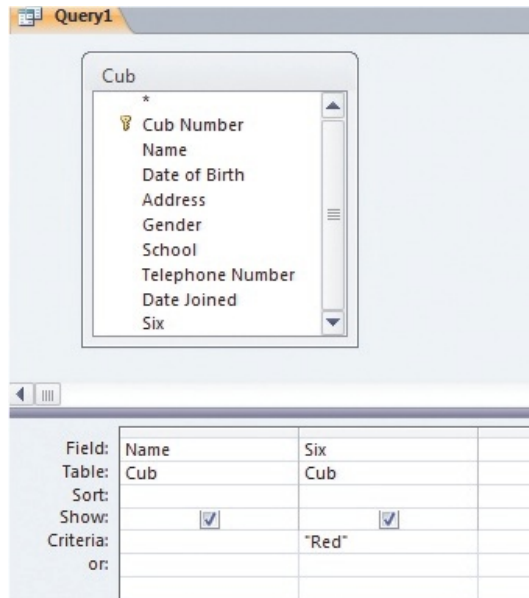 Query1
Cub
*
Cub Number
Name
Date of Birth
Address
Gender
School
Telephone Number
Date Joined
Six
Field: Name Six
Table: Cub Cub
Sort:
Show:
Criteria: "Red"
or: